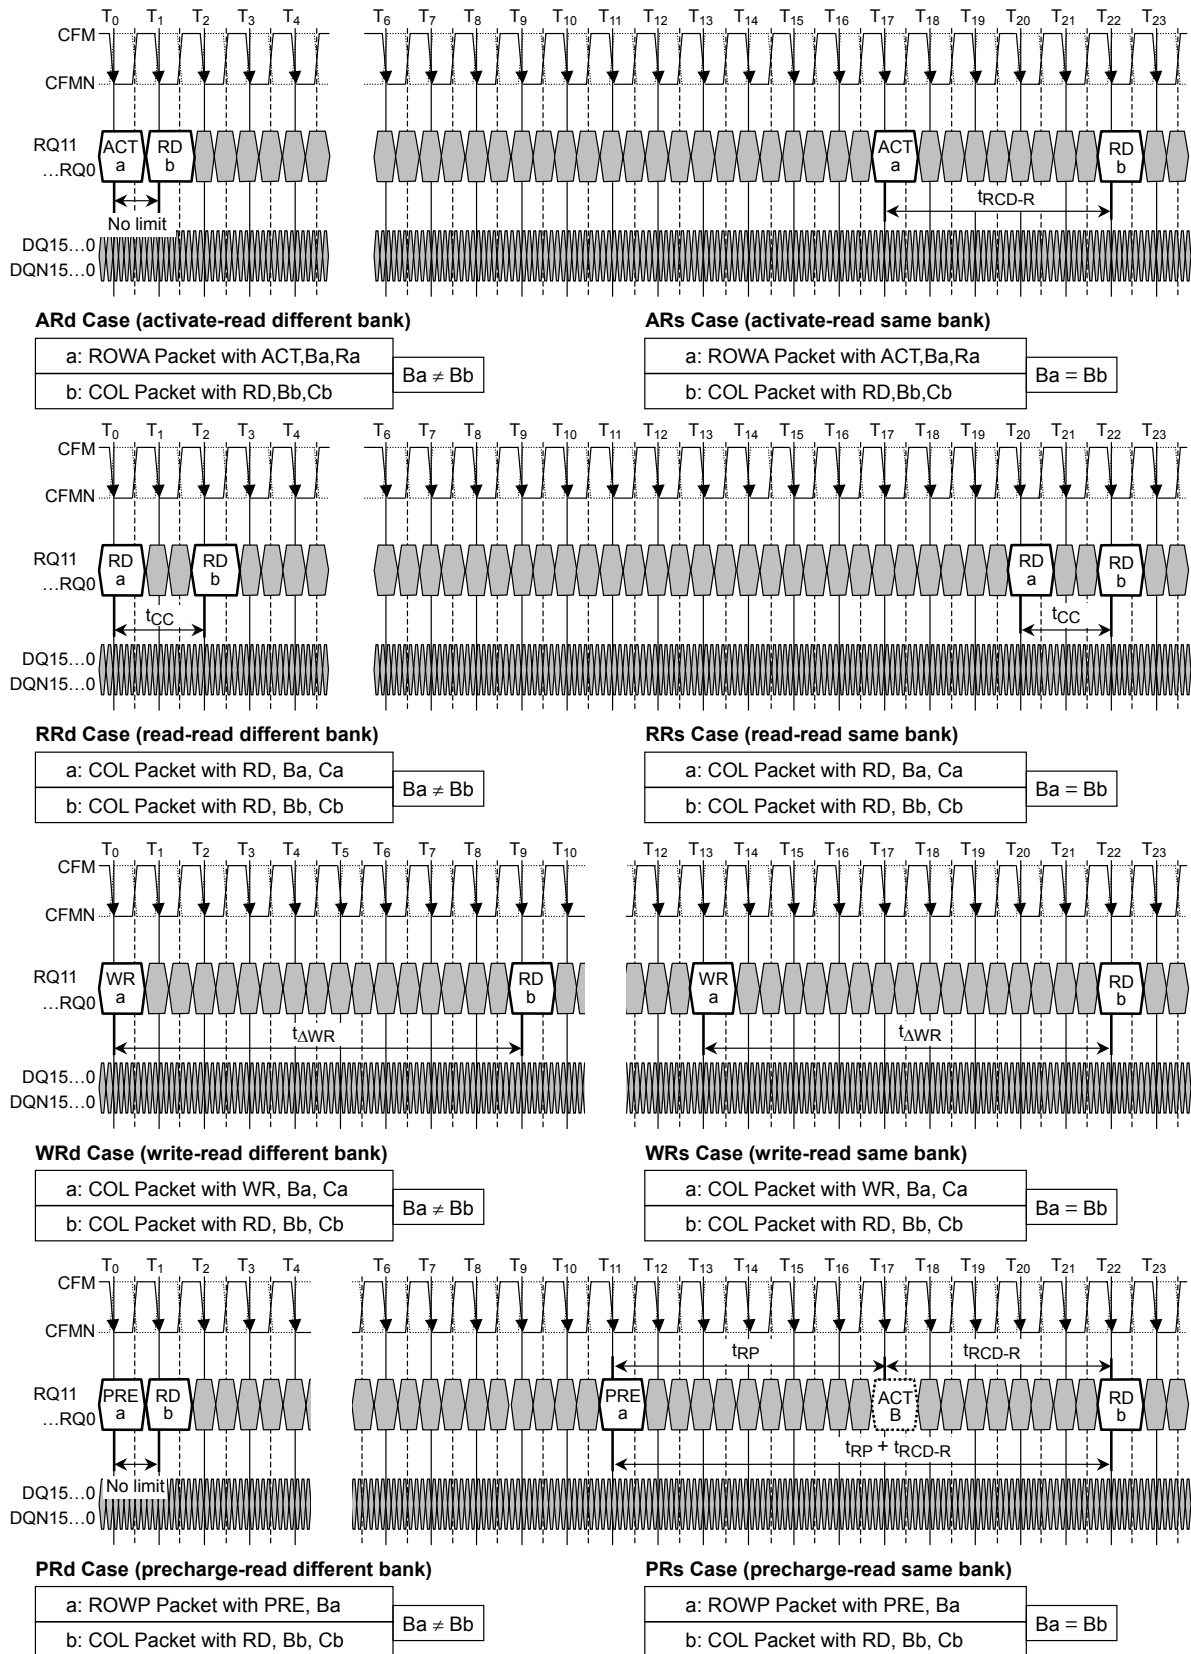 T0 T1 T2 T3 T4 T6 T7 T8 T9 T10 T11 T12 T13 T14 T15 T16 T17 T18 T19 T20 T21 T22 T23
CFM
CFMN
RQ11 ACT RD ACT RD
...RQ0 a b a b
tRCD-R
No limit
DQ15...0
DQN15...0
ARd Case (activate-read different bank) ARs Case (activate-read same bank)
a: ROWA Packet with ACT,Ba,Ra a: ROWA Packet with ACT,Ba,Ra
Ba ≠ Bb Ba = Bb
b: COL Packet with RD,Bb,Cb b: COL Packet with RD,Bb,Cb
T0 T1 T2 T3 T4 T6 T7 T8 T9 T10 T11 T12 T13 T14 T15 T16 T17 T18 T19 T20 T21 T22 T23
CFM
CFMN
RQ11 RD RD RD RD
...RQ0 a b a b
tCC tCC
DQ15...0
DQN15...0
RRd Case (read-read different bank) RRs Case (read-read same bank)
a: COL Packet with RD, Ba, Ca a: COL Packet with RD, Ba, Ca
Ba ≠ Bb Ba = Bb
b: COL Packet with RD, Bb, Cb b: COL Packet with RD, Bb, Cb
T0 T1 T2 T3 T4 T5 T6 T7 T8 T9 T10 T12 T13 T14 T15 T16 T17 T18 T19 T20 T21 T22 T23
CFM
CFMN
RQ11 WR RD WR RD
...RQ0 a b a b
tΔWR tΔWR
DQ15...0
DQN15...0
WRd Case (write-read different bank) WRs Case (write-read same bank)
a: COL Packet with WR, Ba, Ca a: COL Packet with WR, Ba, Ca
Ba ≠ Bb Ba = Bb
b: COL Packet with RD, Bb, Cb b: COL Packet with RD, Bb, Cb
T0 T1 T2 T3 T4 T6 T7 T8 T9 T10 T11 T12 T13 T14 T15 T16 T17 T18 T19 T20 T21 T22 T23
CFM
CFMN
tRP tRCD-R
RQ11 PRE RD PRE ACT RD
...RQ0 a b a B b
tRP + tRCD-R
No limit
DQ15...0
DQN15...0
PRd Case (precharge-read different bank) PRs Case (precharge-read same bank)
a: ROWP Packet with PRE, Ba a: ROWP Packet with PRE, Ba
Ba ≠ Bb Ba = Bb
b: COL Packet with RD, Bb, Cb b: COL Packet with RD, Bb, Cb